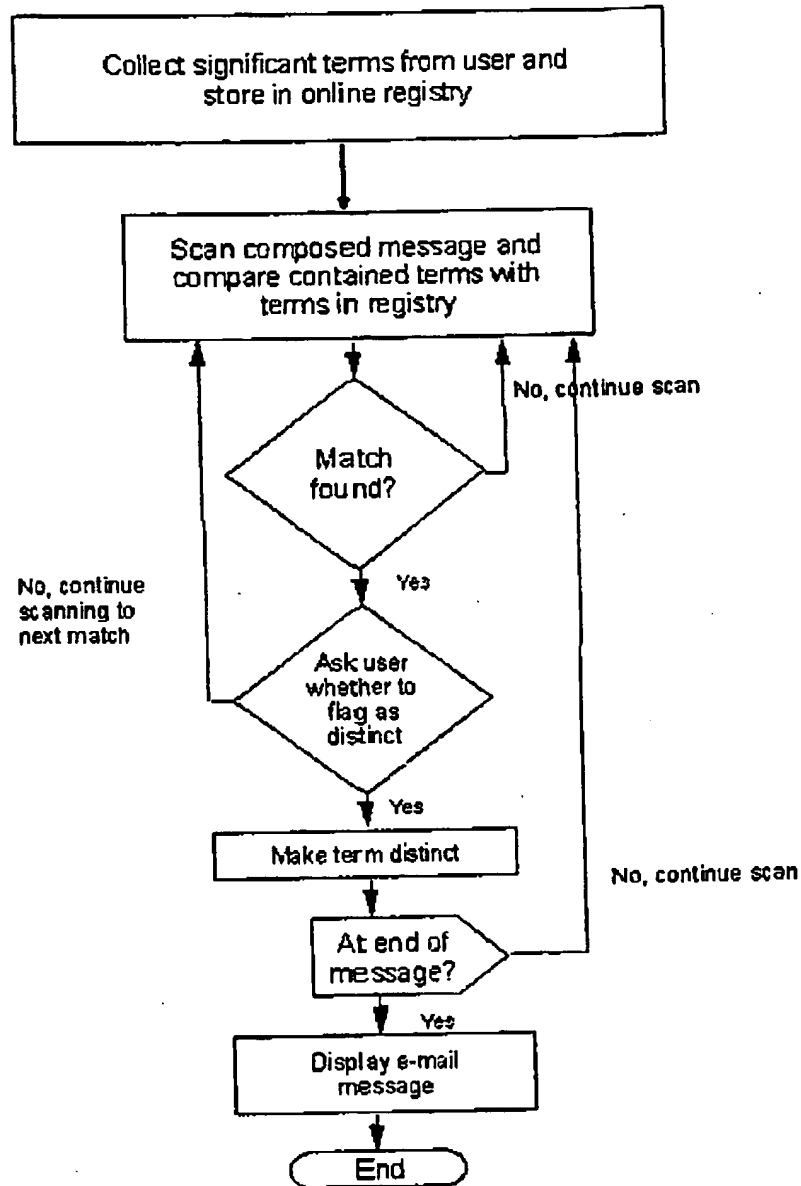 Collect significant terms from user and
store in online registry
Scan composed message and
compare contained terms with
terms in registry
No, continue scan
Match
found?
Yes
No, continue
scanning to
next match
Ask user
whether to
flag as
distinct
Yes
Make term distinct
No, continue scan
At end of
message?
Yes
Display e-mail
message
End